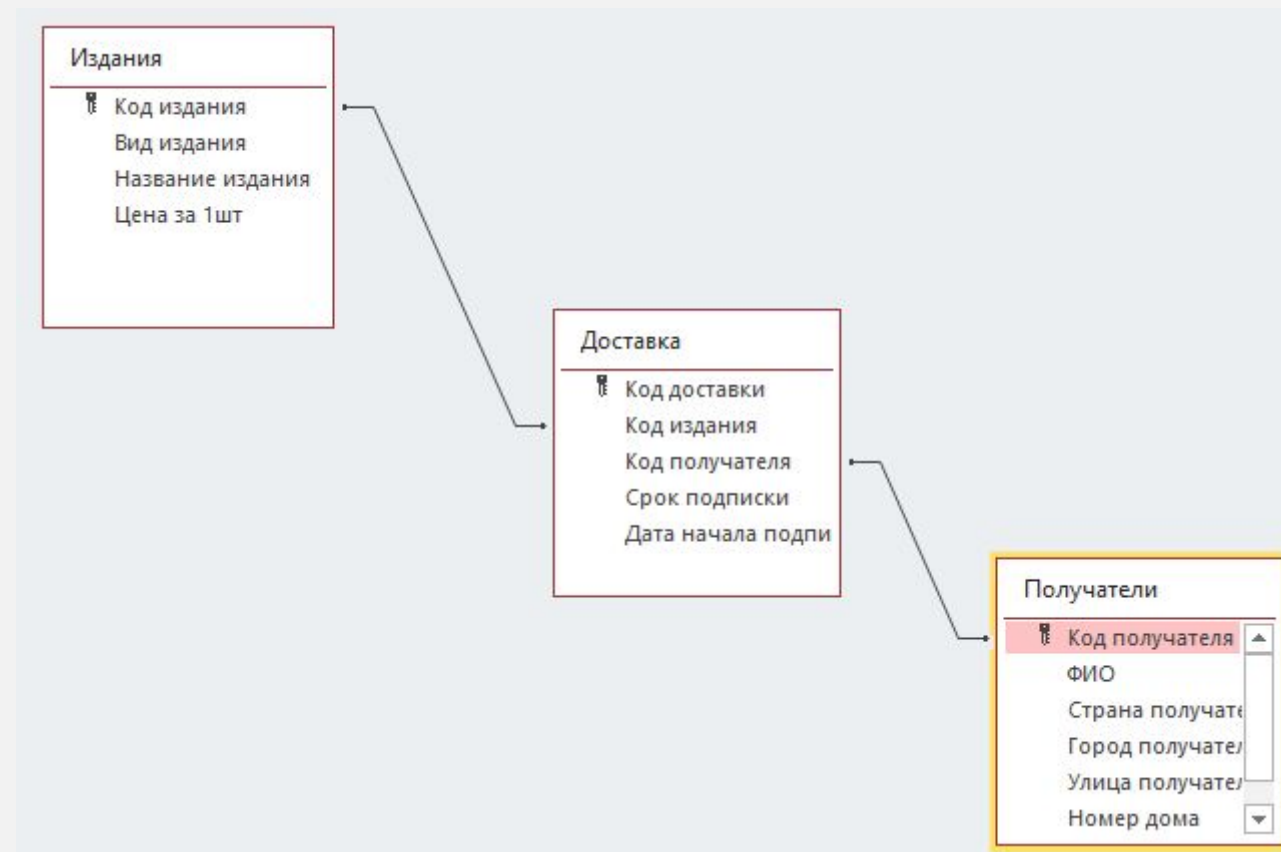 Издания
Код издания
Вид издания
Название издания
Цена за 1шт
Доставка
Код доставки
Код издания
Код получателя
Срок подписки
Дата начала подпи
Получатели
Код получателя
ФИО
Страна получате
Город получател
Улица получател
Номер дома